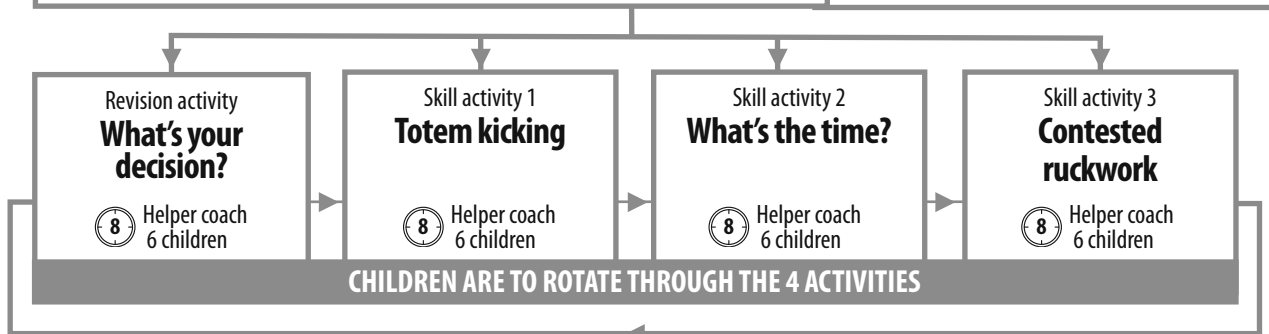 Revision activity
What's your
decision?
8 Helper coach
6 children
Skill activity 1
Totem kicking
8 Helper coach
6 children
Skill activity 2
What's the time?
8 Helper coach
6 children
Skill activity 3
Contested
ruckwork
8 Helper coach
6 children
CHILDREN ARE TO ROTATE THROUGH THE 4 ACTIVITIES